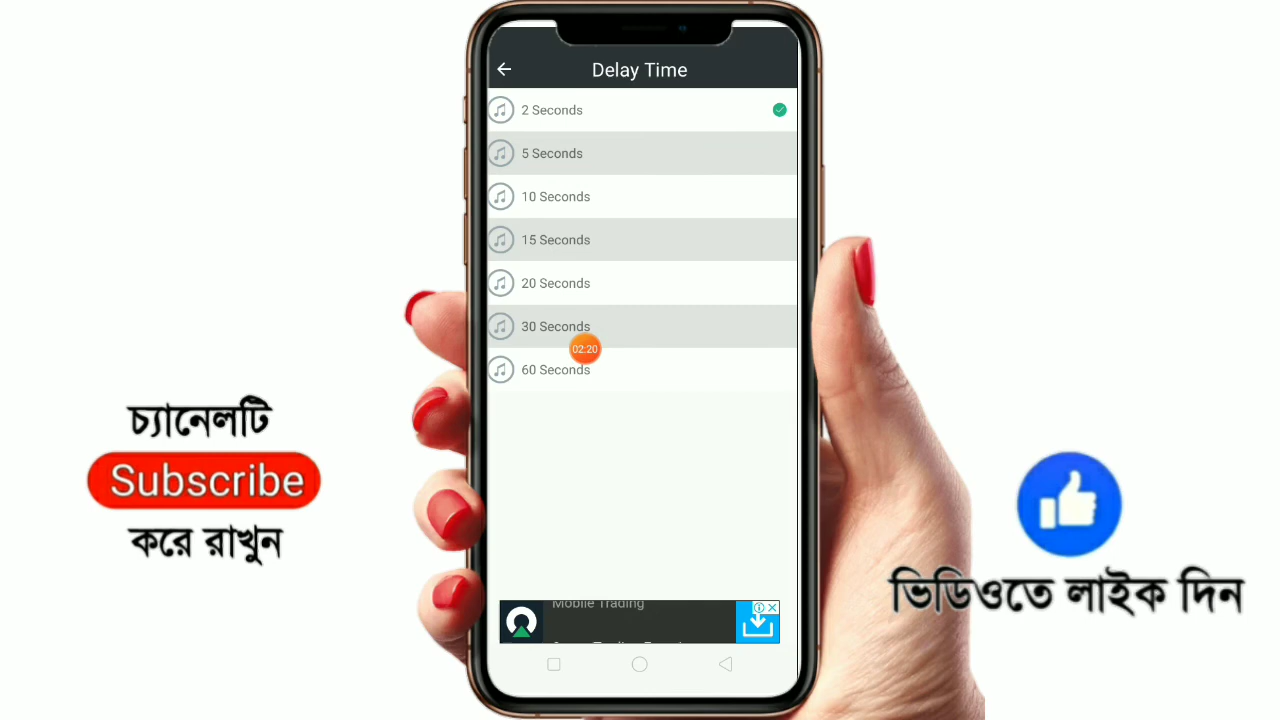 Delay Time
2 Seconds
5 Seconds
10 Seconds
15 Seconds
20 Seconds
30 Seconds
02:20
60 Seconds
চ্যানেলটি
Subscribe
করে রাখুন
ভিডিওতে লাইক দিন
Mobile Trading